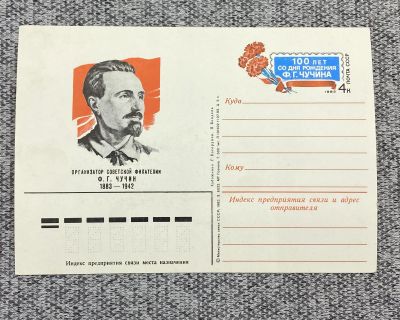 ОРГАНИЗАТОР СОВЕТСКОЙ ФИЛАТЕЛИИ
Ф. Г. ЧУЧИН
1883—1942
Индекс предприятия связи места назначения
100 ЛЕТ
СО ДНЯ РОЖДЕНИЯ
Ф. Г. ЧУЧИНА
ПОЧТА СССР
1983
4к
Куда
Кому
Индекс предприятия связи и адрес
отправителя